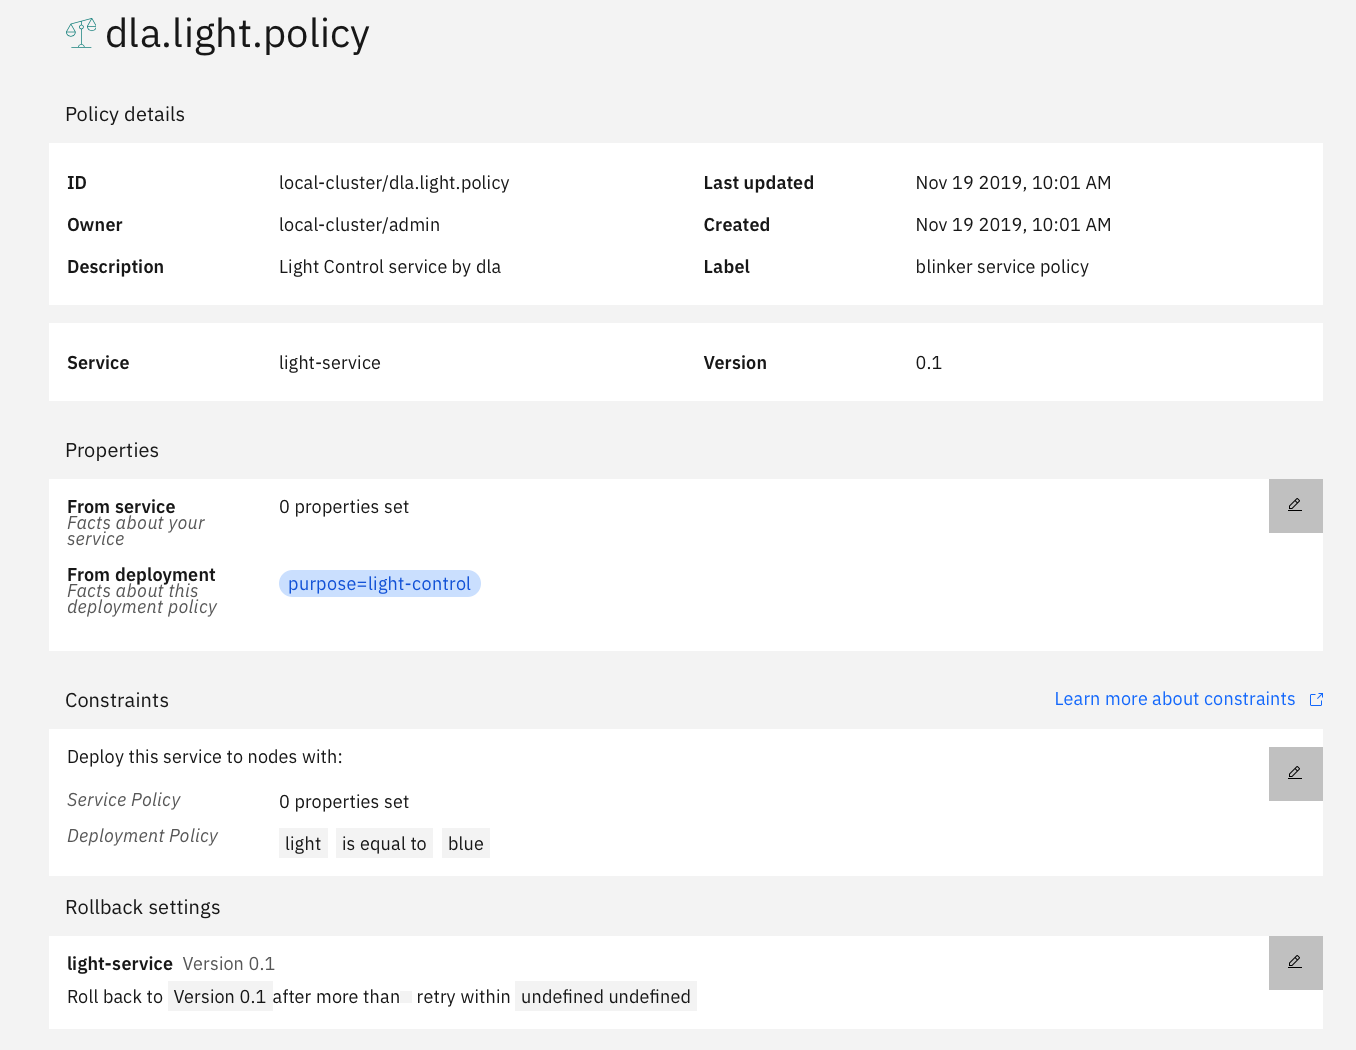 dla.light.policy
Policy details
ID local-cluster/dla.light.policy Last updated Nov 19 2019, 10:01 AM
Owner local-cluster/admin Created Nov 19 2019, 10:01 AM
Description Light Control service by dla Label blinker service policy
Service light-service Version 0.1
Properties
From service 0 properties set
Facts about your
service
From deployment purpose=light-control
Facts about this
deployment policy
Constraints Learn more about constraints
Deploy this service to nodes with:
Service Policy 0 properties set
Deployment Policy light is equal to blue
Rollback settings
light-service Version 0.1
Roll back to Version 0.1 after more than retry within undefined undefined